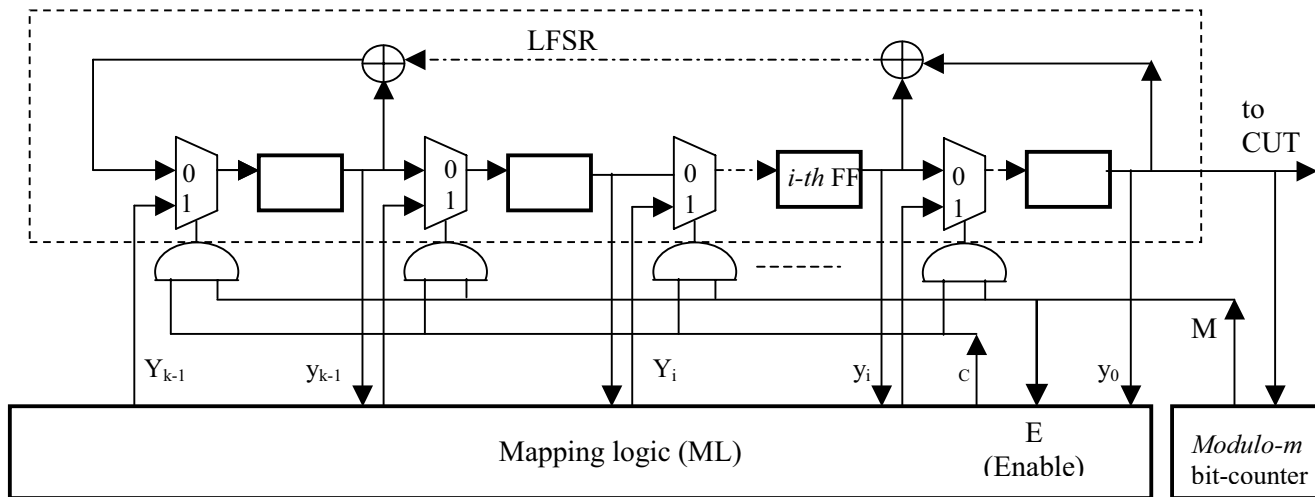 LFSR
to
CUT
0
1
0
1
0
1
i-th FF
0
1
M
Yₖ₋₁
yₖ₋₁
Yᵢ
yᵢ
C
y₀
E
(Enable)
Mapping logic (ML)
Modulo-m
bit-counter